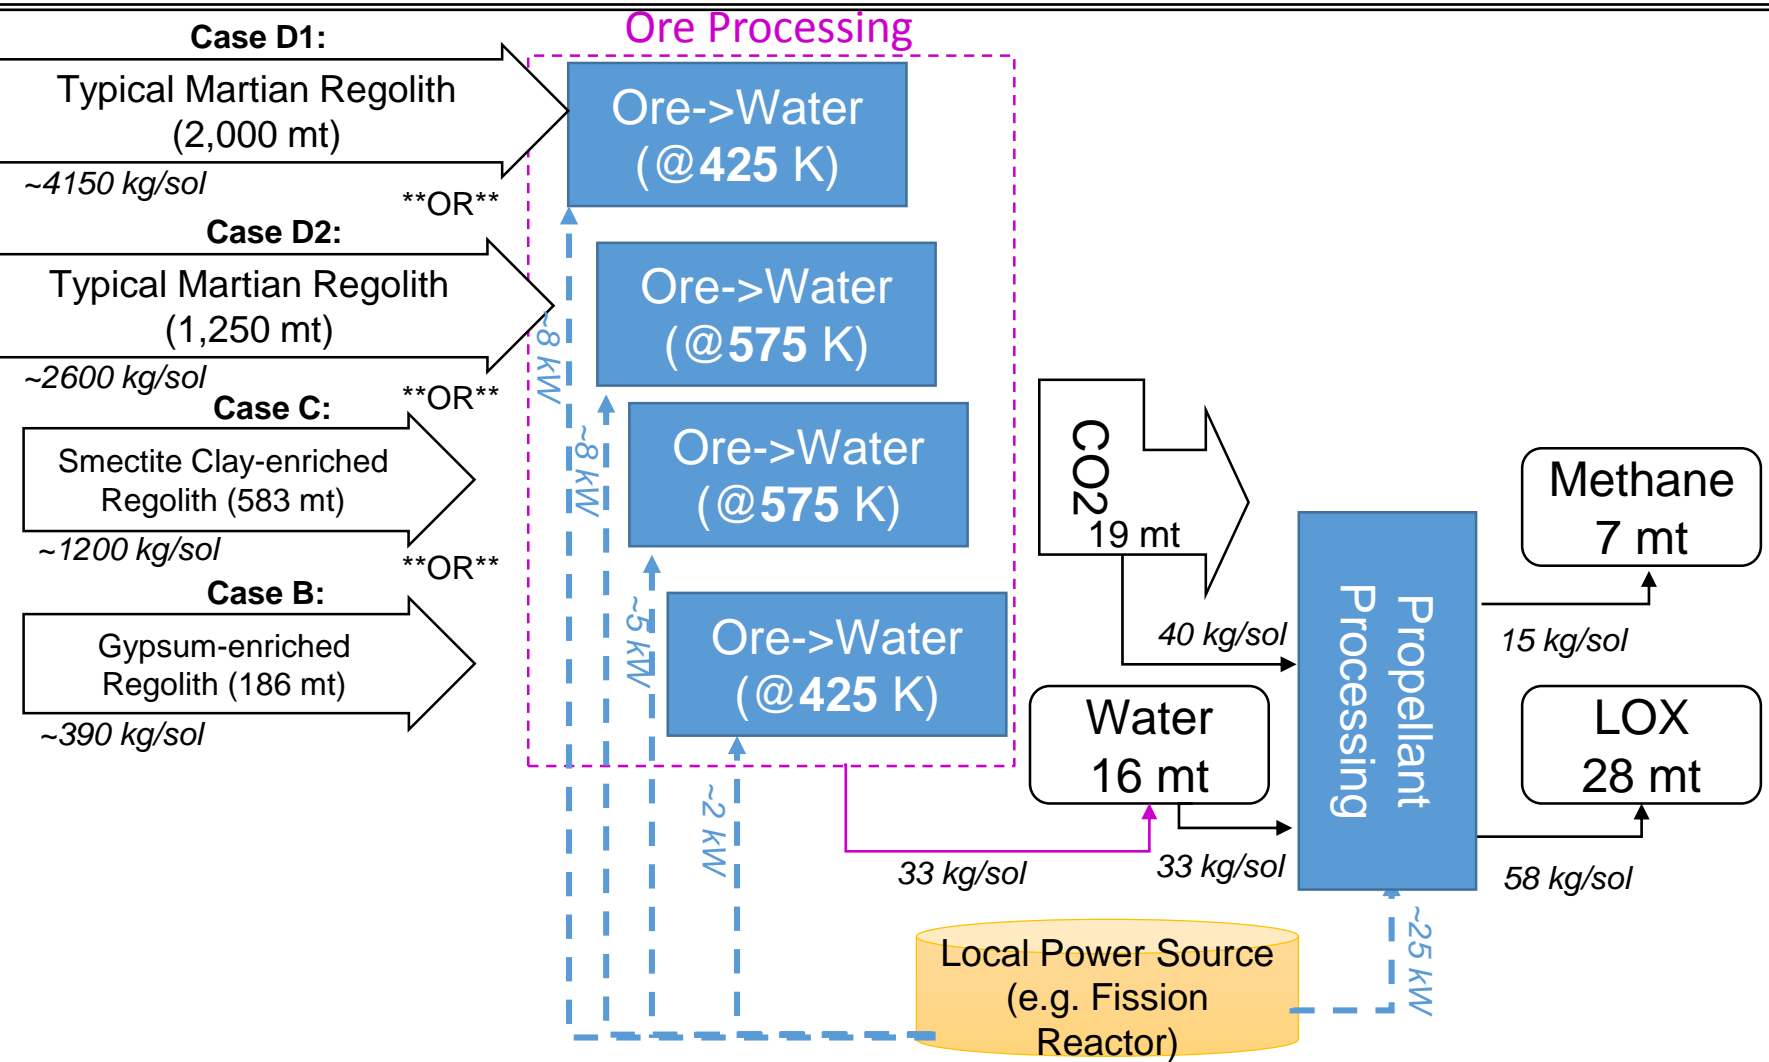 Ore Processing
Case D1:
Typical Martian Regolith
(2,000 mt)
~4150 kg/sol
**OR**
Case D2:
Typical Martian Regolith
(1,250 mt)
~2600 kg/sol
**OR**
Case C:
Smectite Clay-enriched
Regolith (583 mt)
~1200 kg/sol
**OR**
Case B:
Gypsum-enriched
Regolith (186 mt)
~390 kg/sol
Ore->Water
(@425 K)
Ore->Water
(@575 K)
Ore->Water
(@575 K)
Ore->Water
(@425 K)
~8 kW
~8 kW
~5 kW
~2 kW
33 kg/sol
CO2
19 mt
40 kg/sol
Water
16 mt
33 kg/sol
Propellant
Processing
Methane
7 mt
15 kg/sol
LOX
28 mt
58 kg/sol
~25 kW
Local Power Source
(e.g. Fission
Reactor)